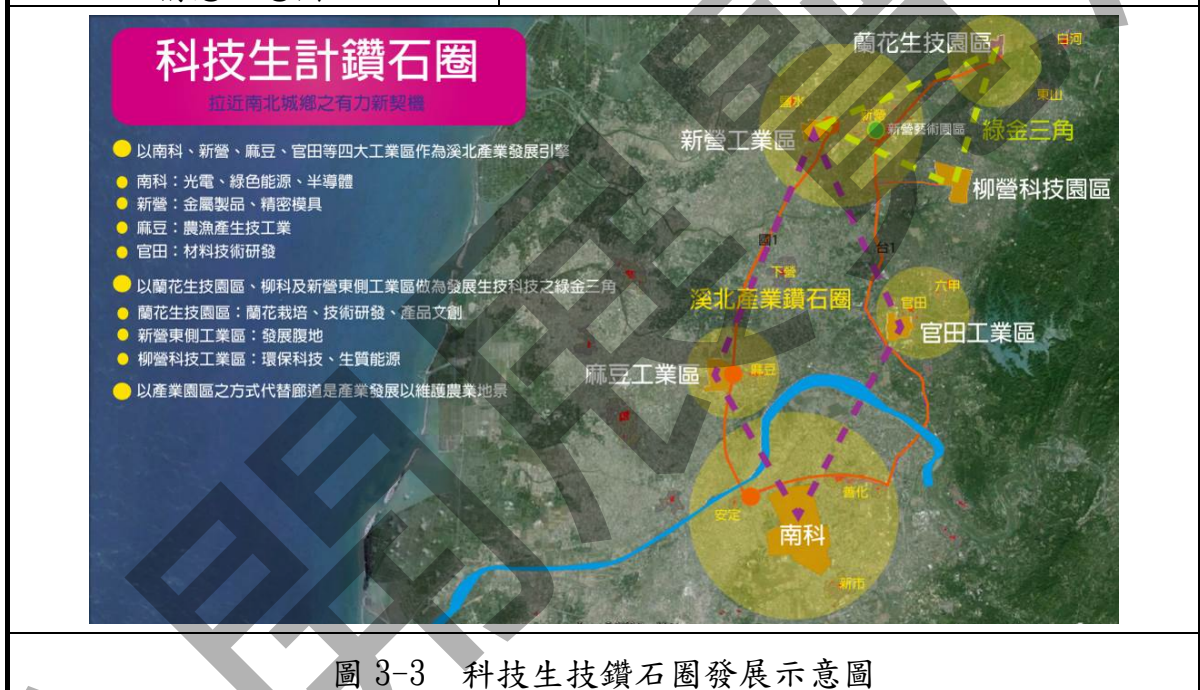 科技生計鑽石圈
拉近南北城鄉之有力新契機
以南科、新營、麻豆、官田等四大工業區作為溪北產業發展引擎
南科：光電、綠色能源、半導體
新營：金屬製品、精密模具
麻豆：農漁產生技工業
官田：材料技術研發
以蘭花生技園區、柳科及新營東側工業區做為發展生技科技之綠金三角
蘭花生技園區：蘭花栽培、技術研發、產品文創
新營東側工業區：發展腹地
柳營科技工業區：環保科技、生質能源
以產業園區之方式代替廊道是產業發展以維護農業地景
蘭花生技園區
白河
東山
鹽水
新營
新營工業區
新營藝術園區
綠金三角
柳營科技園區
國1
台1
下營
溪北產業鑽石圈
六甲
官田
官田工業區
麻豆工業區
麻豆
善化
安定
南科
新市
圖 3-3 科技生技鑽石圈發展示意圖